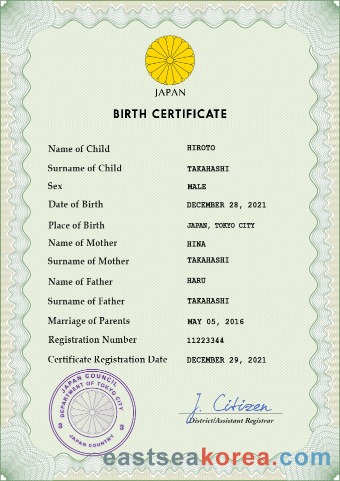 JAPAN
BIRTH CERTIFICATE
Name of Child HIROTO
Surname of Child TAKAHASHI
Sex MALE
Date of Birth DECEMBER 28, 2021
Place of Birth JAPAN, TOKYO CITY
Name of Mother HINA
Surname of Mother TAKAHASHI
Name of Father HARU
Surname of Father TAKAHASHI
Marriage of Parents MAY 05, 2016
Registration Number 11223344
Certificate Registration Date DECEMBER 29, 2021
JAPAN COUNCIL
DEPARTMENT OF TOKYO CITY
JAPAN COUNTRY
J. Citizen
District/Assistant Registrar
eastseakorea.com